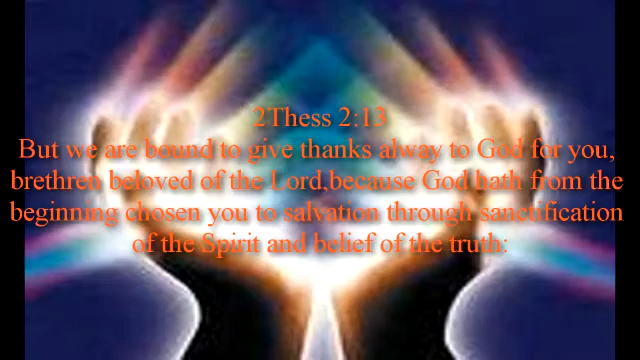 2Thess 2:13
But we are bound to give thanks alway to God for you,
brethren beloved of the Lord,because God hath from the
beginning chosen you to salvation through sanctification
of the Spirit and belief of the truth: